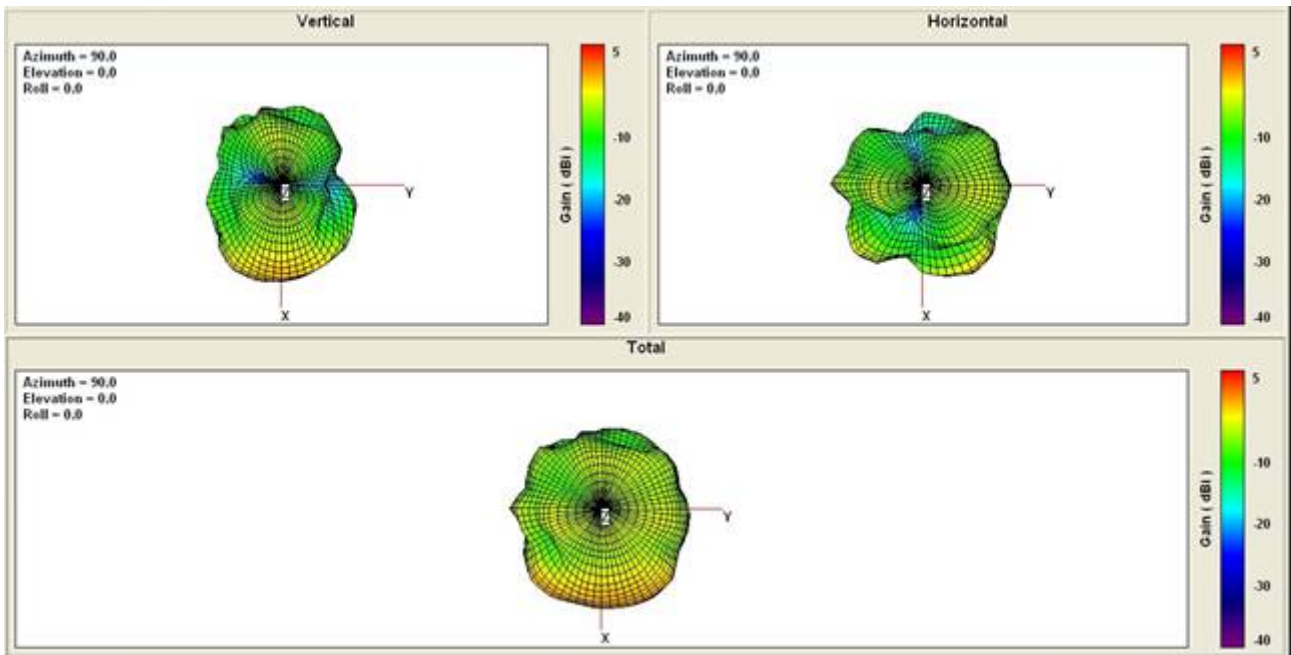 Vertical
Azimuth = 90.0
Elevation = 0.0
Roll = 0.0
Y
X
5
-10
-20
-30
-40
Gain ( dBi )
Horizontal
Azimuth = 90.0
Elevation = 0.0
Roll = 0.0
Y
X
5
-10
-20
-30
-40
Gain ( dBi )
Total
Azimuth = 90.0
Elevation = 0.0
Roll = 0.0
Y
X
5
-10
-20
-30
-40
Gain ( dBi )